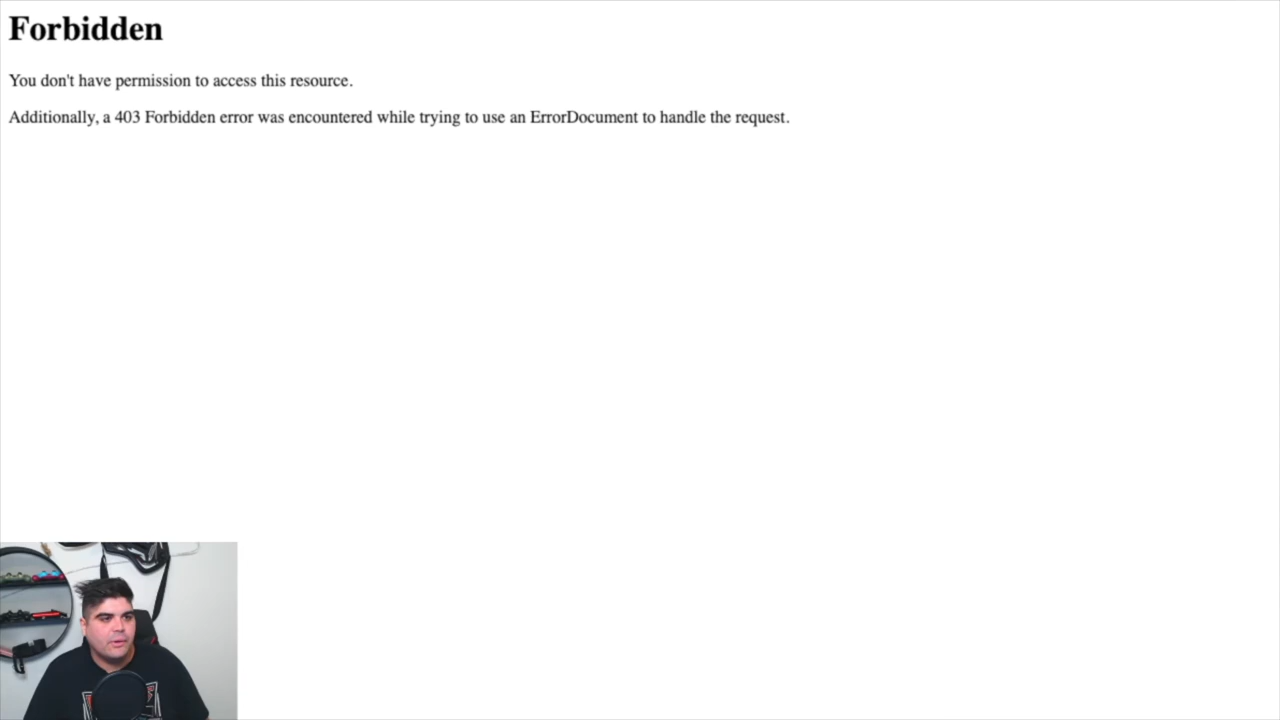 Forbidden
You don't have permission to access this resource.
Additionally, a 403 Forbidden error was encountered while trying to use an ErrorDocument to handle the request.